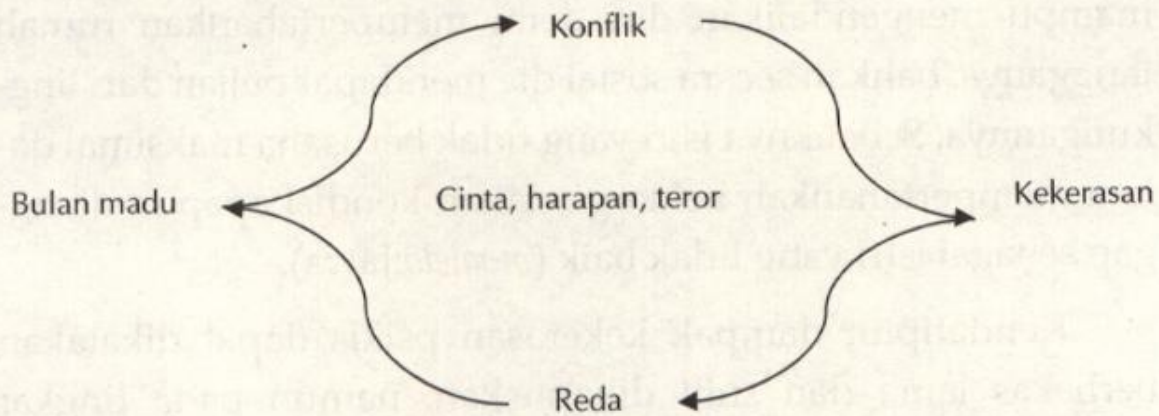 Konflik
Bulan madu
Cinta, harapan, teror
Kekerasan
Reda